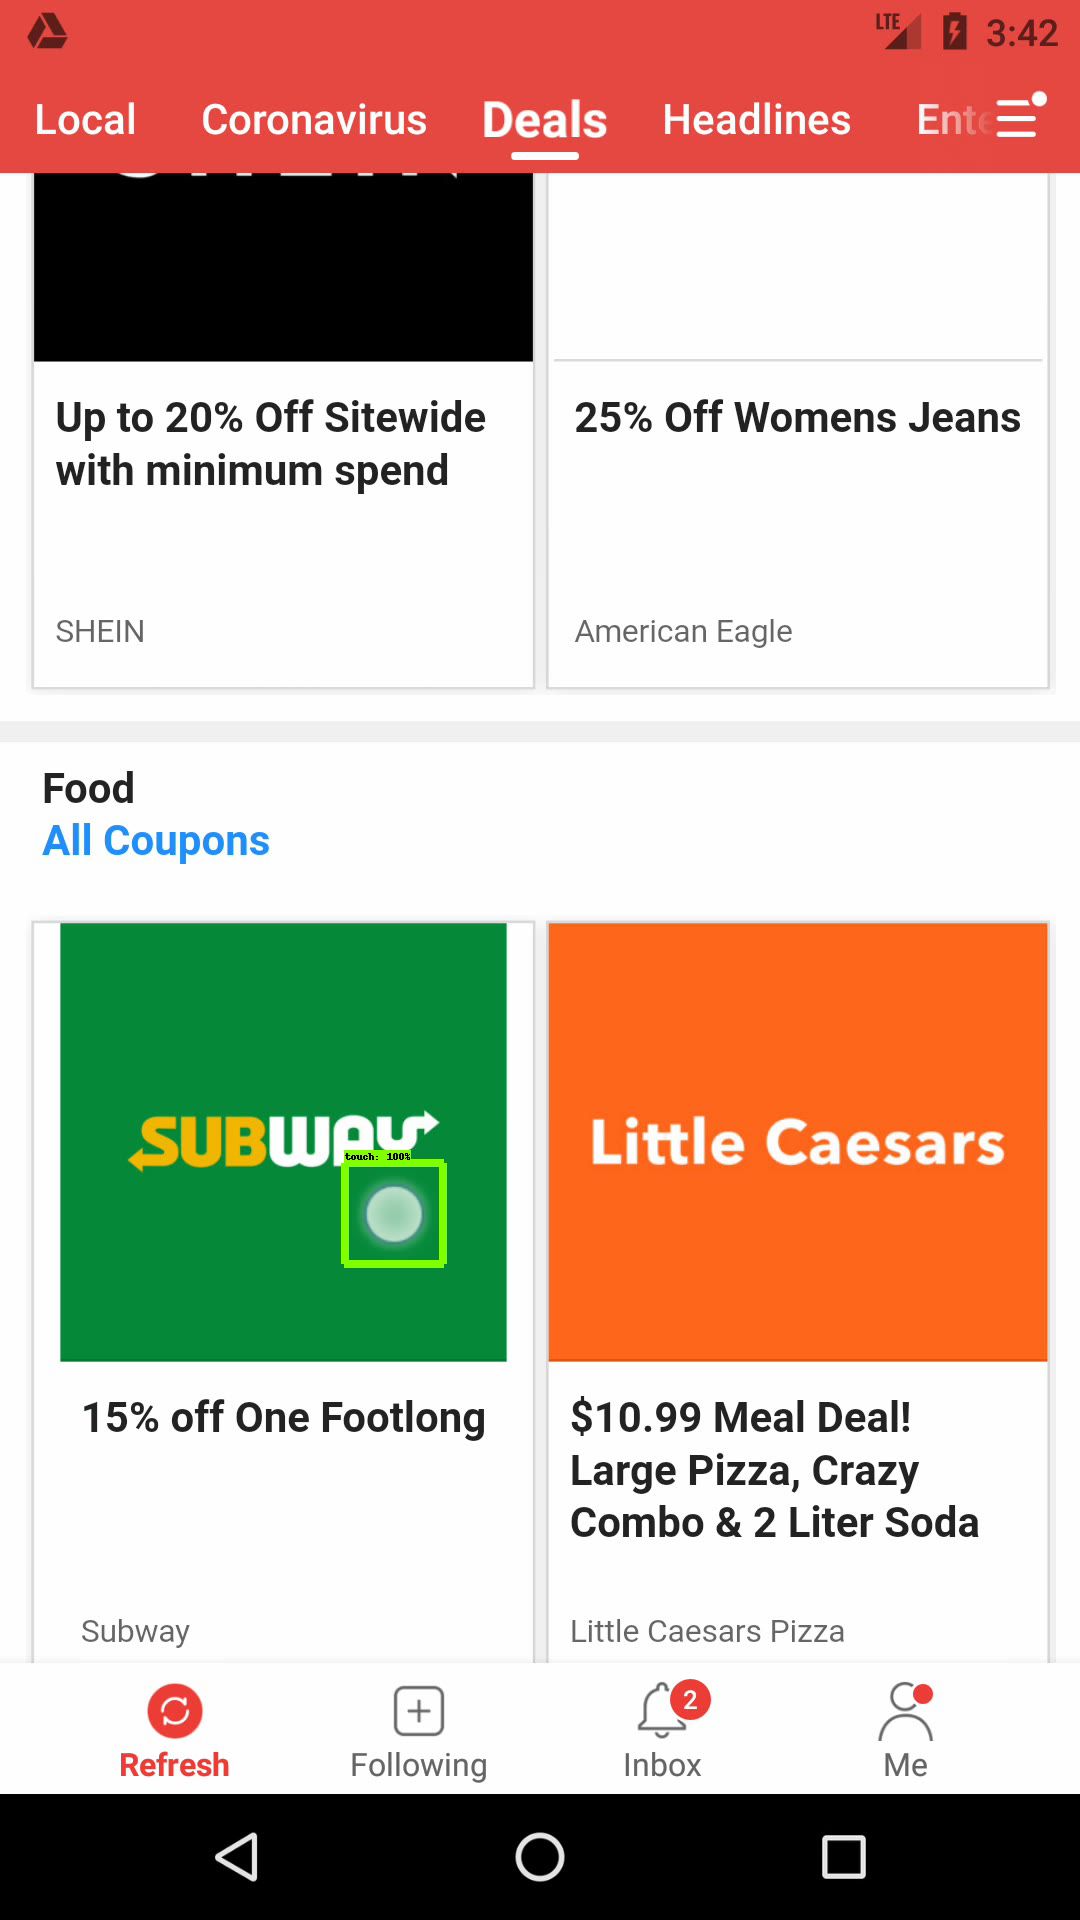 LTE 3:42
Local Coronavirus Deals Headlines Ente
Up to 20% Off Sitewide
with minimum spend
SHEIN
25% Off Womens Jeans
American Eagle
Food
All Coupons
SUBWAY
touch: 100%
15% off One Footlong
Subway
Little Caesars
$10.99 Meal Deal!
Large Pizza, Crazy
Combo & 2 Liter Soda
Little Caesars Pizza
Refresh
Following
2
Inbox
Me